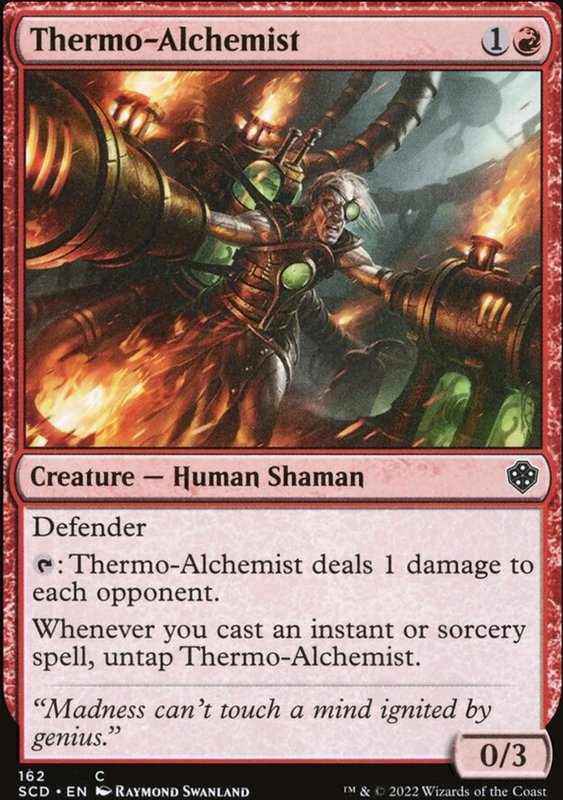 Thermo-Alchemist 1
Creature — Human Shaman
Defender
: Thermo-Alchemist deals 1 damage to
each opponent.
Whenever you cast an instant or sorcery
spell, untap Thermo-Alchemist.
“Madness can’t touch a mind ignited by
genius.”
0/3
162 C
SCD • EN RAYMOND SWANLAND
™ & © 2022 Wizards of the Coast